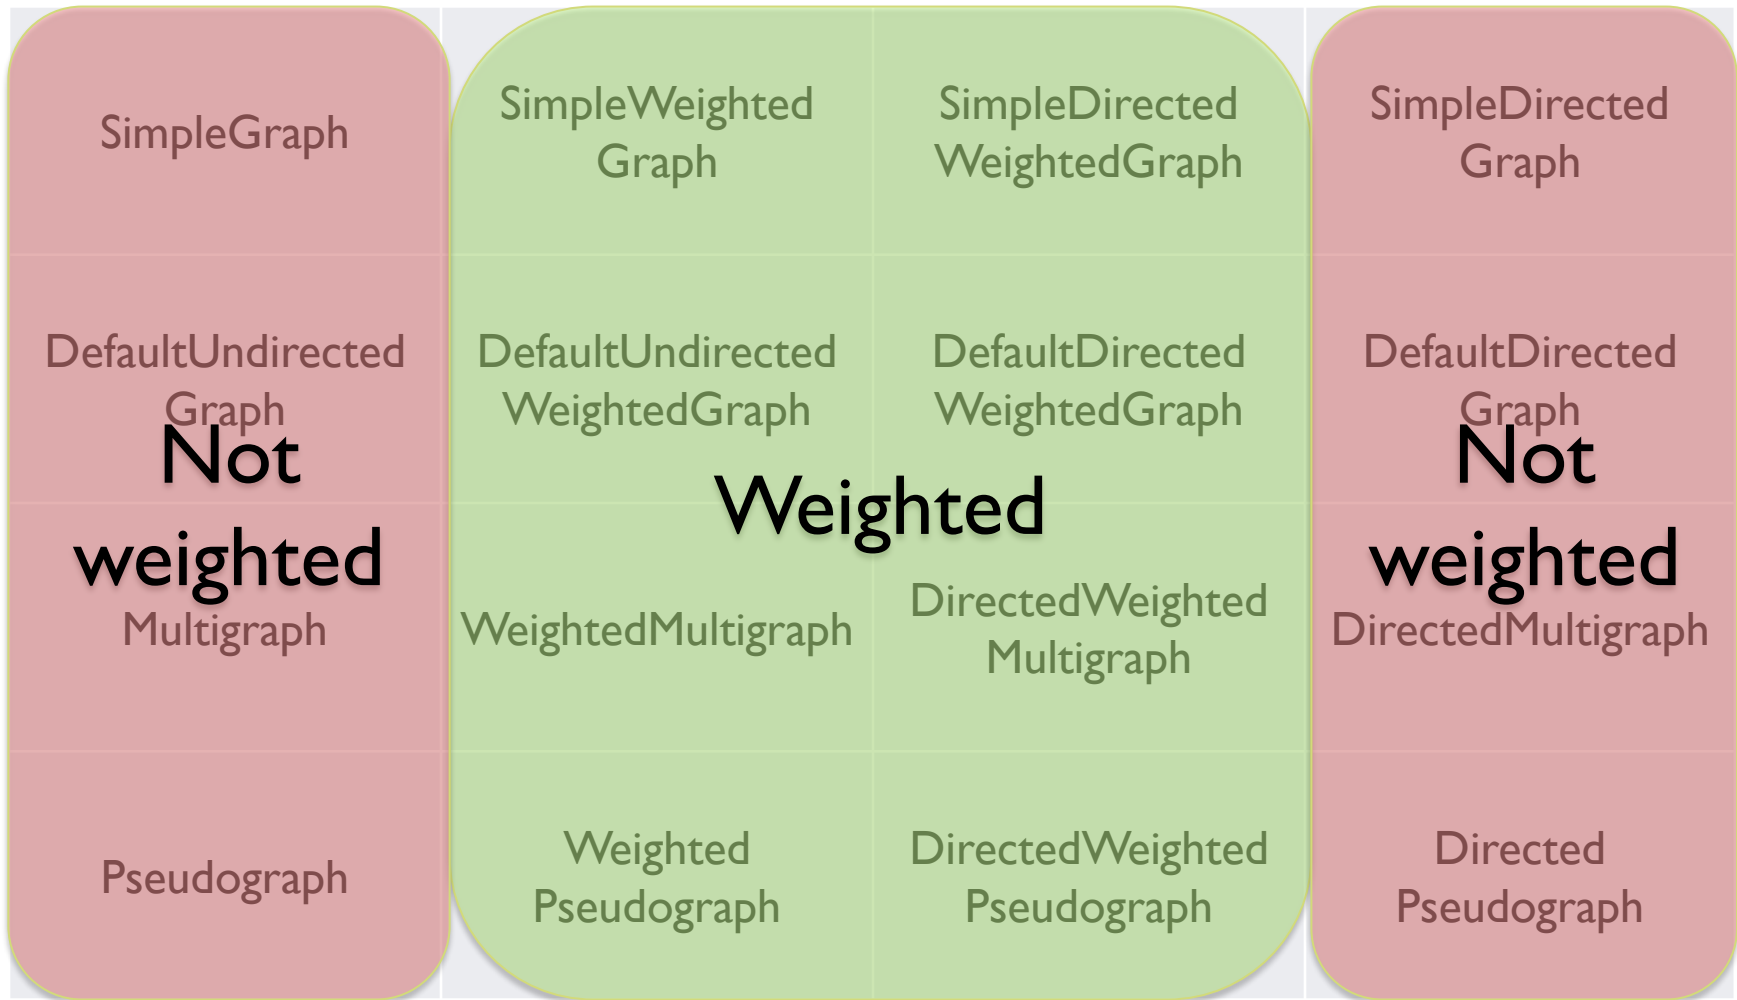 SimpleGraph
SimpleWeighted
Graph
SimpleDirected
WeightedGraph
SimpleDirected
Graph
DefaultUndirected
Graph
DefaultUndirected
WeightedGraph
DefaultDirected
WeightedGraph
DefaultDirected
Graph
Not
weighted
Weighted
Not
weighted
Multigraph
WeightedMultigraph
DirectedWeighted
Multigraph
DirectedMultigraph
Pseudograph
Weighted
Pseudograph
DirectedWeighted
Pseudograph
Directed
Pseudograph